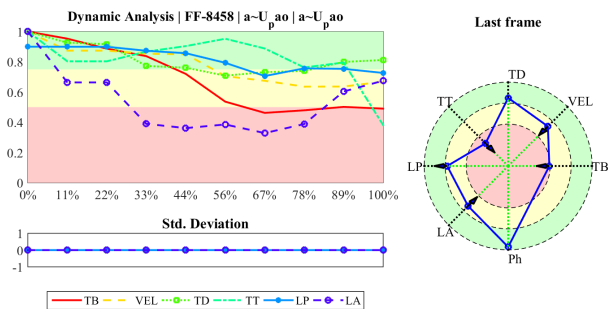 Dynamic Analysis | FF-8458 | a~U_pao | a~U_pao
1
0.8
0.6
0.4
0.2
0
0% 11% 22% 33% 44% 56% 67% 78% 89% 100%
Std. Deviation
1
0
-1
TB VEL TD TT LP LA
Last frame
TD
TT VEL
LP TB
LA
Ph